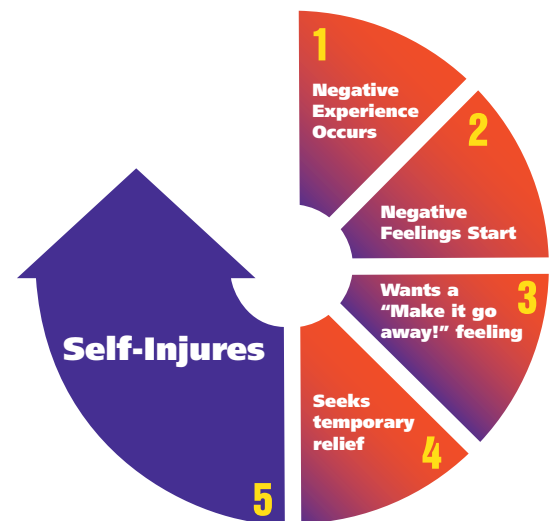 1
Negative
Experience
Occurs
2
Negative
Feelings Start
3
Wants a
“Make it go
away!” feeling
4
Seeks
temporary
relief
5
Self-Injures